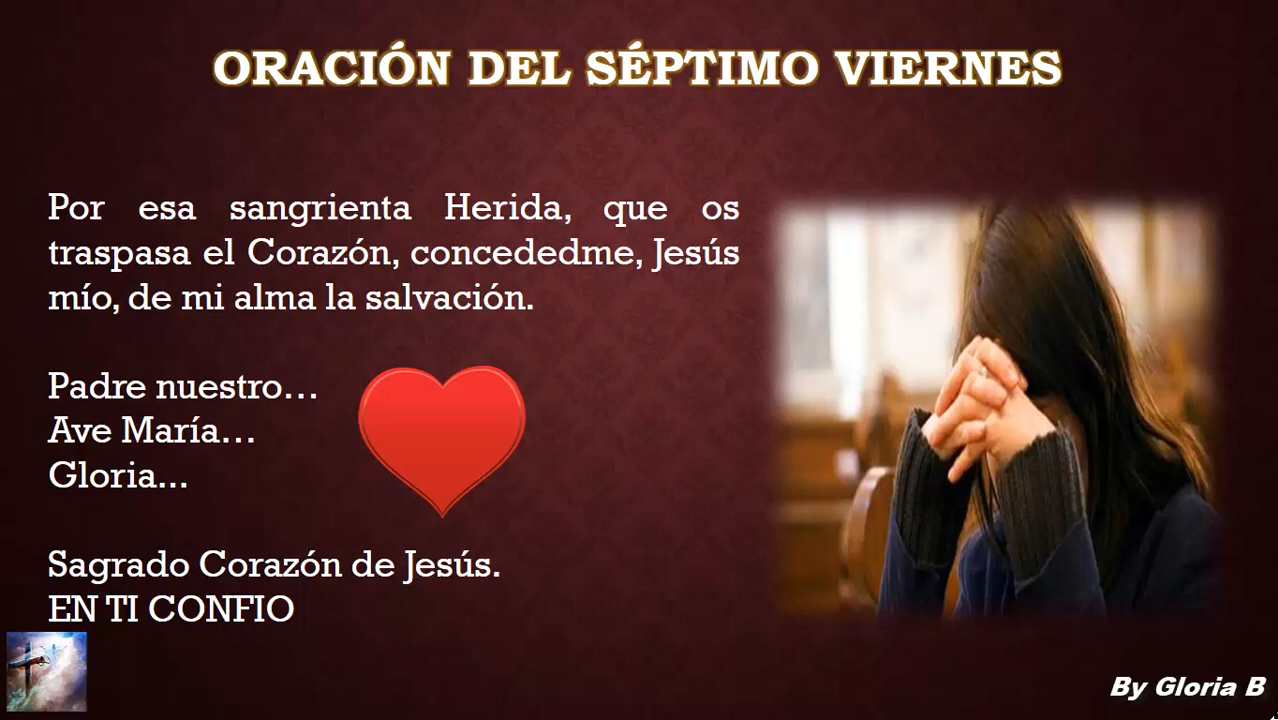 ORACIÓN DEL SÉPTIMO VIERNES
Por esa sangrienta Herida, que os
traspasa el Corazón, concededme, Jesús
mío, de mi alma la salvación.
Padre nuestro...
Ave María...
Gloria...
Sagrado Corazón de Jesús.
EN TI CONFIO
By Gloria B